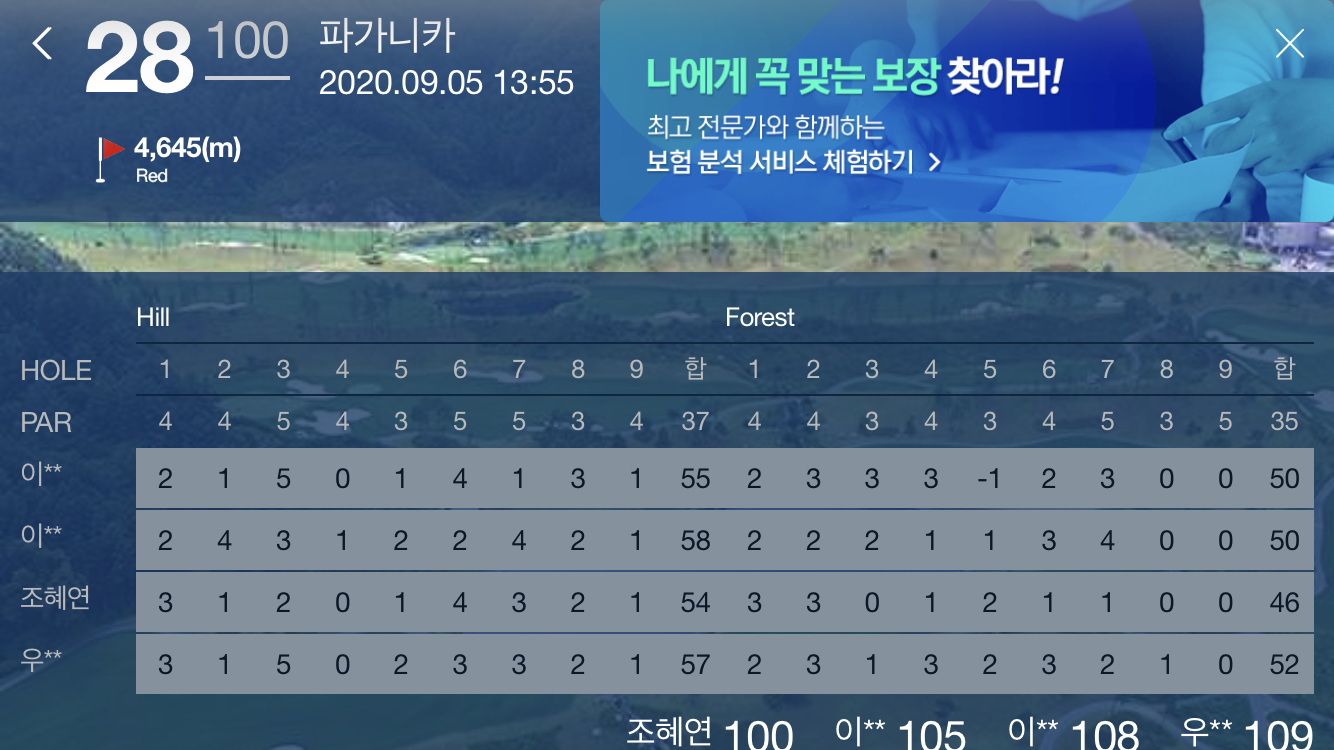 28 100 파가니카
2020.09.05 13:55
4,645(m)
Red
나에게 꼭 맞는 보장 찾아라!
최고 전문가와 함께하는
보험 분석 서비스 체험하기 >
Hill Forest
HOLE 1 2 3 4 5 6 7 8 9 합 1 2 3 4 5 6 7 8 9 합
PAR 4 4 5 4 3 5 5 3 4 37 4 4 3 4 3 4 5 3 5 35
이** 2 1 5 0 1 4 1 3 1 55 2 3 3 3 -1 2 3 0 0 50
이** 2 4 3 1 2 2 4 2 1 58 2 2 2 1 1 3 4 0 0 50
조혜연 3 1 2 0 1 4 3 2 1 54 3 3 0 1 2 1 1 0 0 46
우** 3 1 5 0 2 3 3 2 1 57 2 3 1 3 2 3 2 1 0 52
조혜연 100 이** 105 이** 108 우** 109